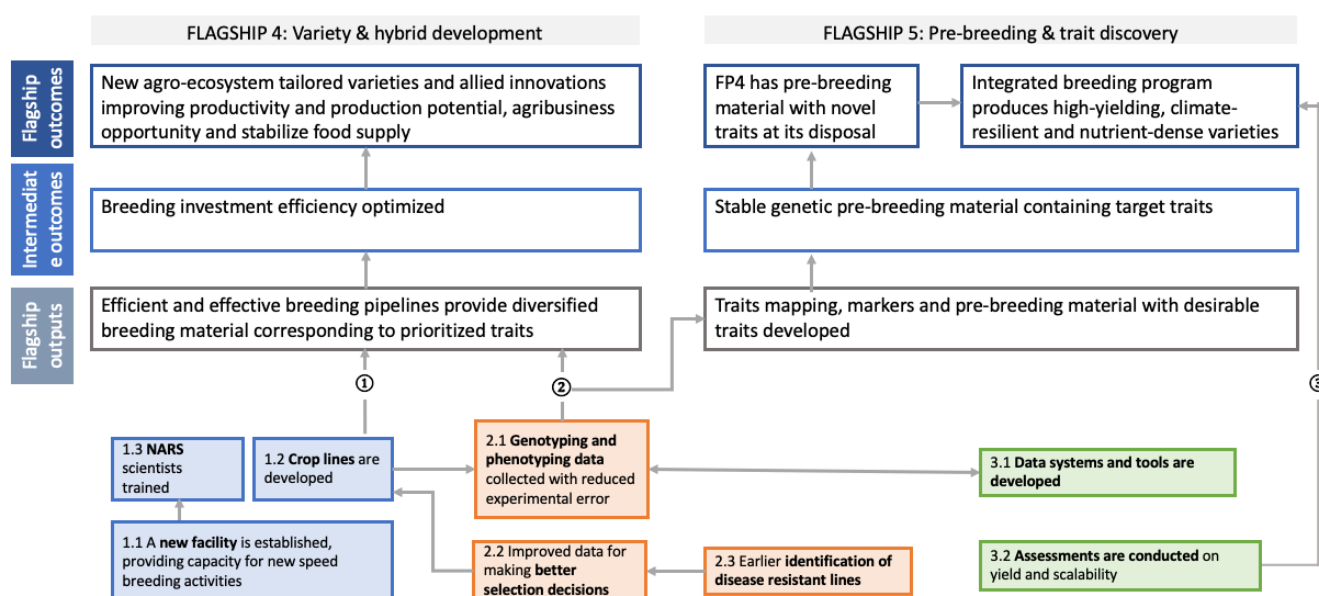 FLAGSHIP 4: Variety & hybrid development
FLAGSHIP 5: Pre-breeding & trait discovery
Flagship
outcomes
New agro-ecosystem tailored varieties and allied innovations
improving productivity and production potential, agribusiness
opportunity and stabilize food supply
FP4 has pre-breeding
material with novel
traits at its disposal
Integrated breeding program
produces high-yielding, climate-
resilient and nutrient-dense varieties
Intermediat
e outcomes
Breeding investment efficiency optimized
Stable genetic pre-breeding material containing target traits
Flagship
outputs
Efficient and effective breeding pipelines provide diversified
breeding material corresponding to prioritized traits
Traits mapping, markers and pre-breeding material with desirable
traits developed
①
②
③
1.3 NARS
scientists
trained
1.2 Crop lines are
developed
2.1 Genotyping and
phenotyping data
collected with reduced
experimental error
3.1 Data systems and tools are
developed
1.1 A new facility is established,
providing capacity for new speed
breeding activities
2.2 Improved data for
making better
selection decisions
2.3 Earlier identification of
disease resistant lines
3.2 Assessments are conducted on
yield and scalability